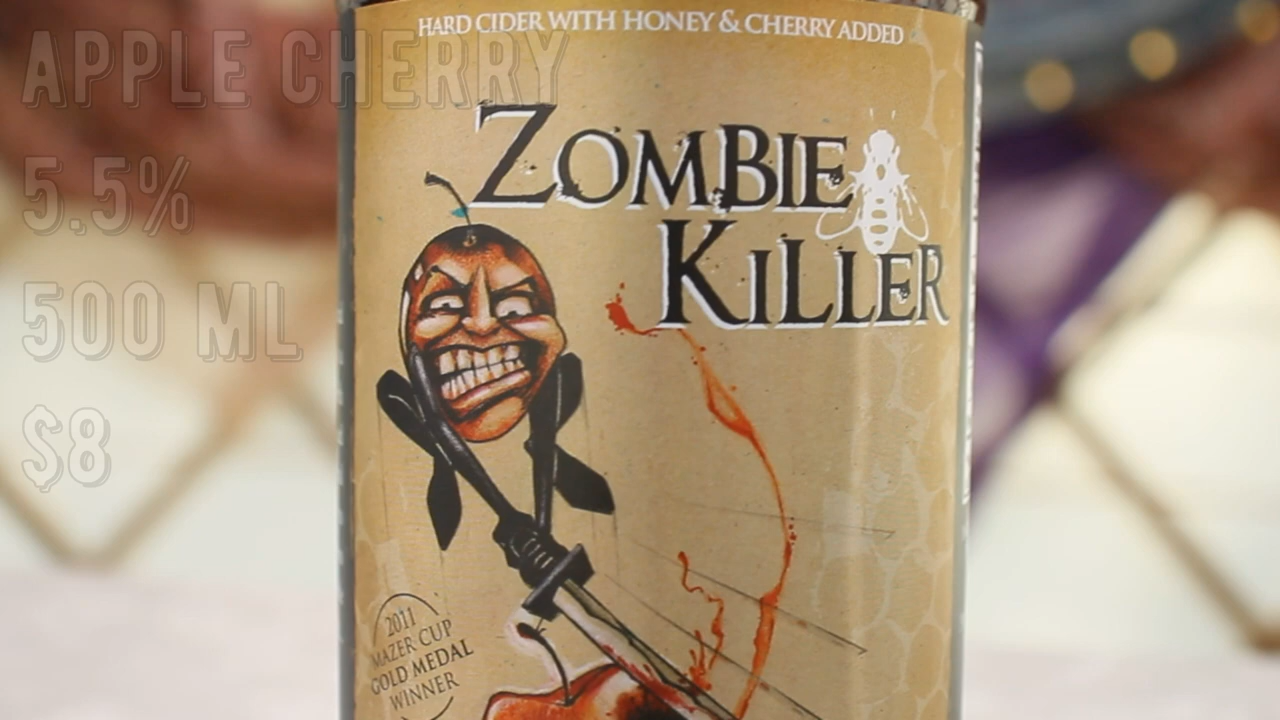 HARD CIDER WITH HONEY & CHERRY ADDED
APPLE CHERRY
5.5%
500 ML
$8
ZOMBIE
KILLER
2011
MAZER CUP
GOLD MEDAL
WINNER